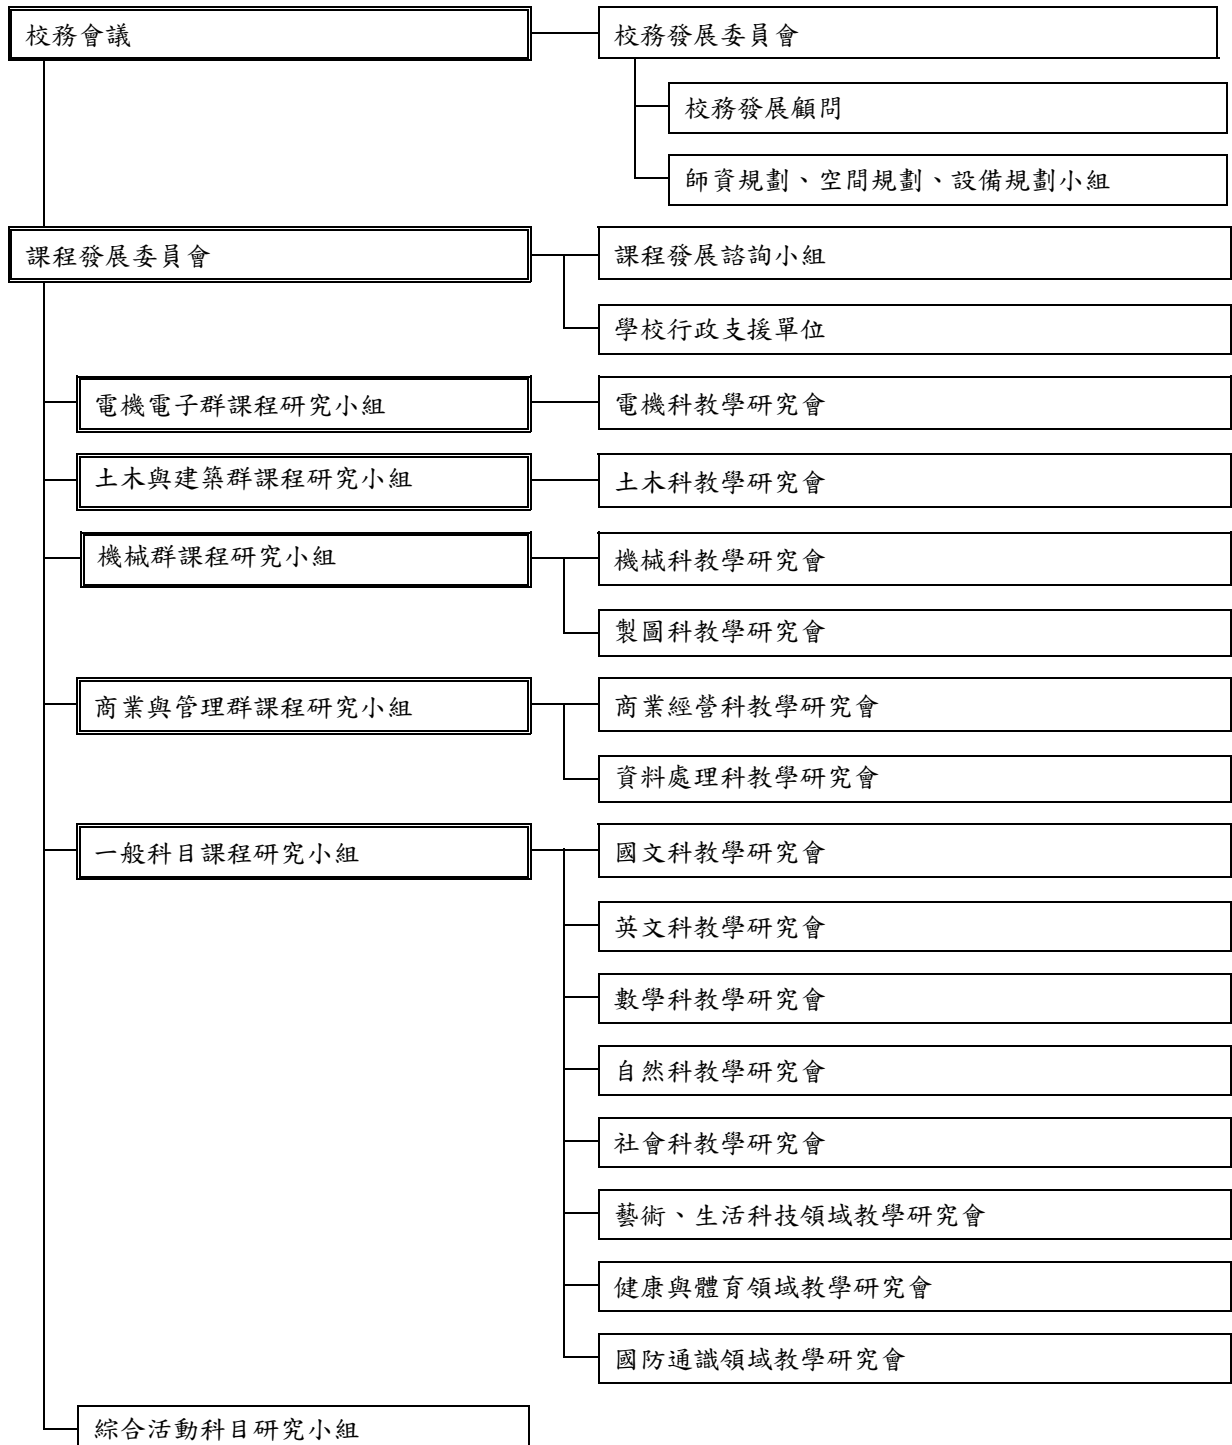 校務會議
校務發展委員會
校務發展顧問
師資規劃、空間規劃、設備規劃小組
課程發展委員會
課程發展諮詢小組
學校行政支援單位
電機電子群課程研究小組
電機科教學研究會
土木與建築群課程研究小組
土木科教學研究會
機械群課程研究小組
機械科教學研究會
製圖科教學研究會
商業與管理群課程研究小組
商業經營科教學研究會
資料處理科教學研究會
一般科目課程研究小組
國文科教學研究會
英文科教學研究會
數學科教學研究會
自然科教學研究會
社會科教學研究會
藝術、生活科技領域教學研究會
健康與體育領域教學研究會
國防通識領域教學研究會
綜合活動科目研究小組